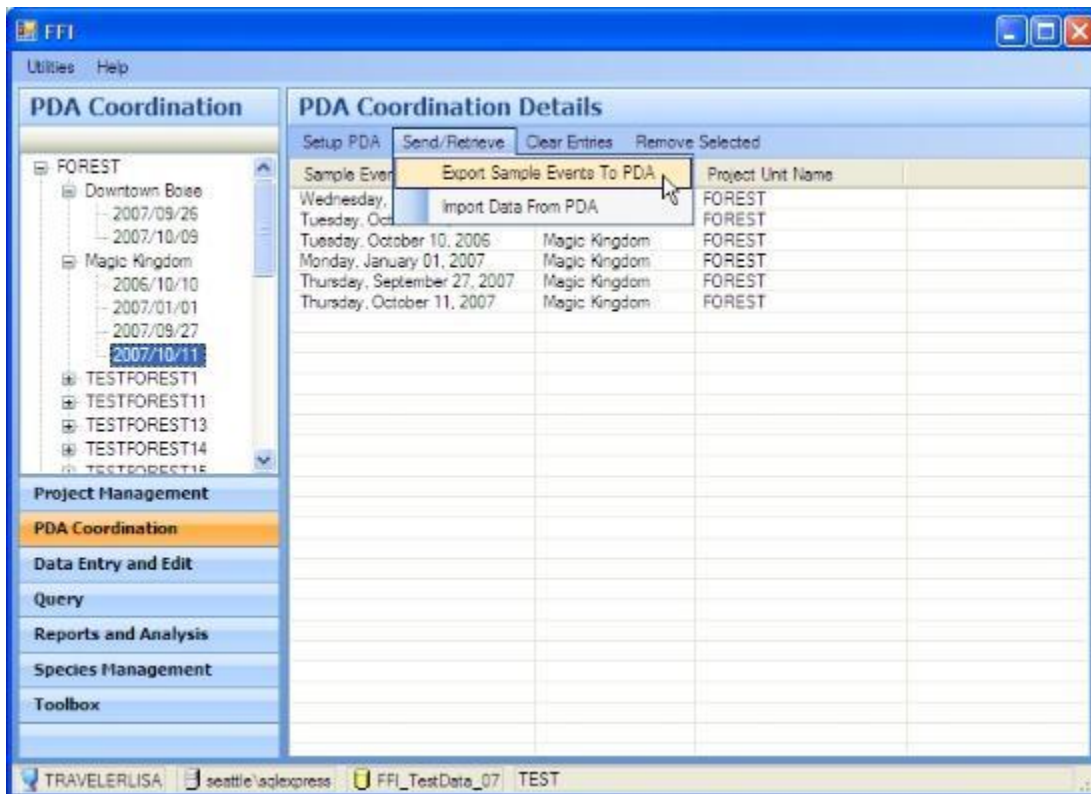 FFI
Utilities Help
PDA Coordination
FOREST
Downtown Boise
2007/09/26
2007/10/09
Magic Kingdom
2006/10/10
2007/01/01
2007/09/27
2007/10/11
TESTFOREST1
TESTFOREST11
TESTFOREST13
TESTFOREST14
TESTFOREST15
Project Management
PDA Coordination
Data Entry and Edit
Query
Reports and Analysis
Species Management
Toolbox
PDA Coordination Details
Setup PDA Send/Retrieve Clear Entries Remove Selected
Export Sample Events To PDA
Import Data From PDA
Sample Even Project Unit Name
Wednesday, FOREST
Tuesday, Oct FOREST
Tuesday, October 10, 2006 Magic Kingdom FOREST
Monday, January 01, 2007 Magic Kingdom FOREST
Thursday, September 27, 2007 Magic Kingdom FOREST
Thursday, October 11, 2007 Magic Kingdom FOREST
TRAVELERLISA seattle\sqlexpress FFI_TestData_07 TEST